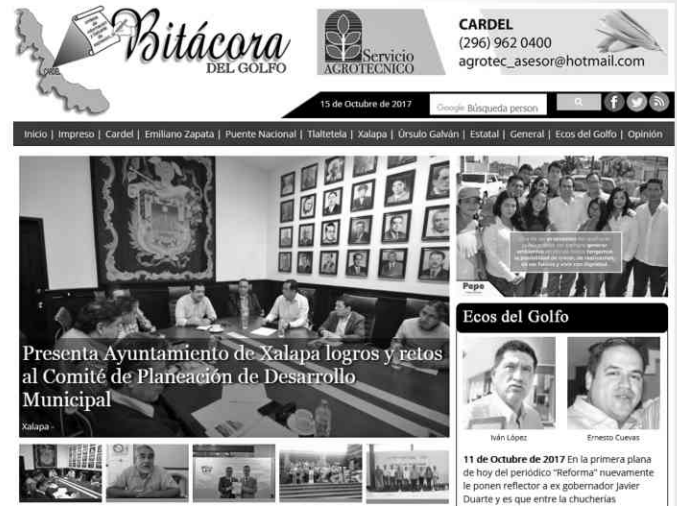 CARDEL
Bitácora
DEL GOLFO
Servicio
AGROTECNICO
CARDEL
(296) 962 0400
agrotec_asesor@hotmail.com
15 de Octubre de 2017
Google Búsqueda person
Inicio | Impreso | Cardel | Emiliano Zapata | Puente Nacional | Tlaltetela | Xalapa | Úrsulo Galván | Estatal | General | Ecos del Golfo | Opinión
Presenta Ayuntamiento de Xalapa logros y retos
al Comité de Planeación de Desarrollo
Municipal
Xalapa -
Pepe
Ecos del Golfo
Iván López
Ernesto Cuevas
11 de Octubre de 2017 En la primera plana
de hoy del periódico "Reforma" nuevamente
le ponen reflector a ex gobernador Javier
Duarte y es que entre la chucherías